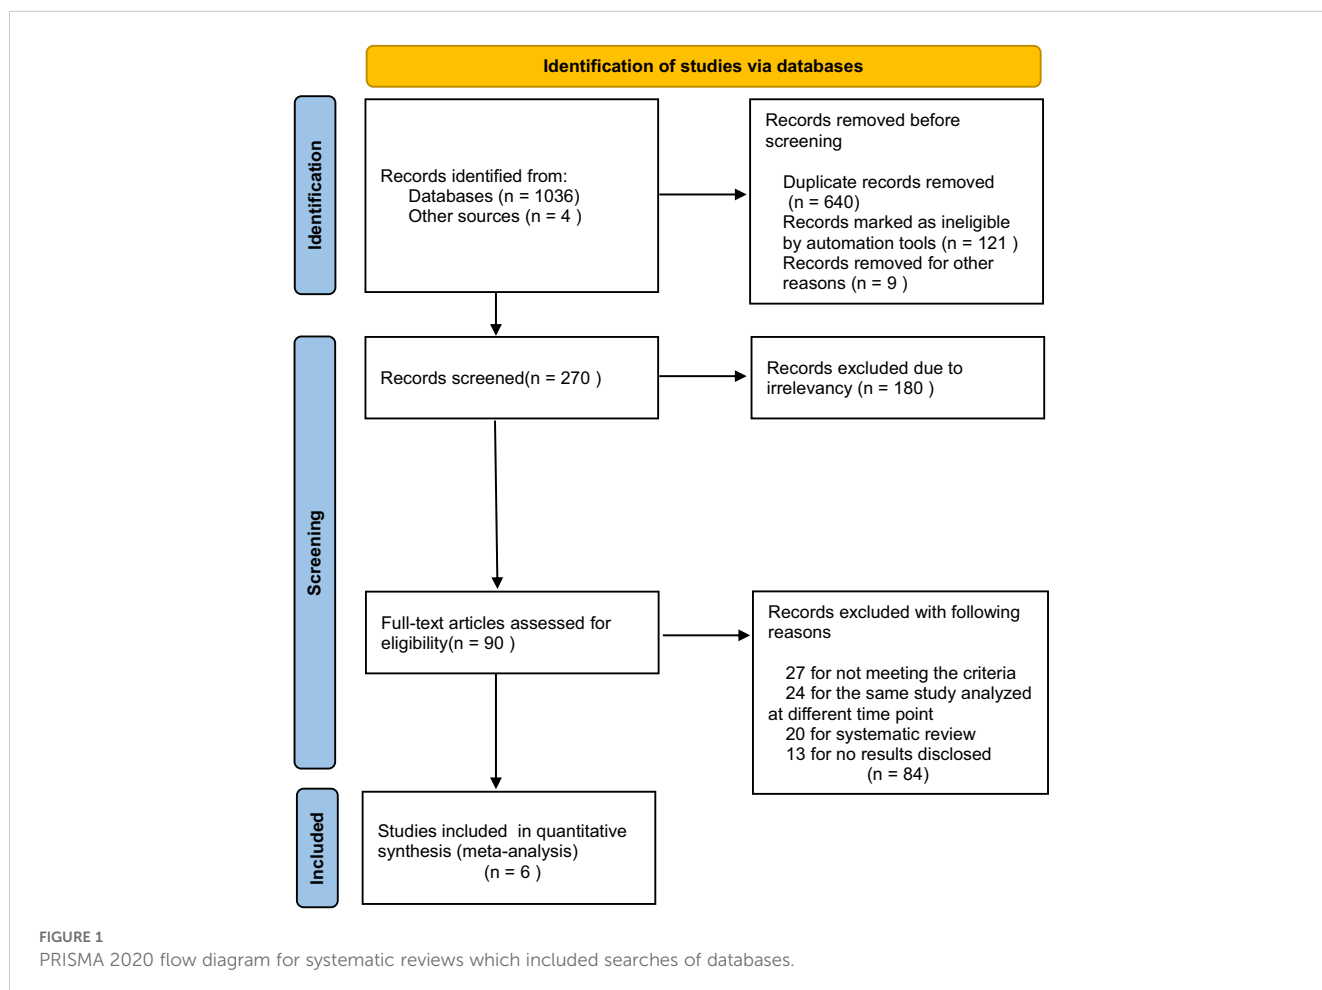 Identification of studies via databases
Identification
Records identified from:
Databases (n = 1036)
Other sources (n = 4 )
Records removed before
screening
Duplicate records removed
(n = 640)
Records marked as ineligible
by automation tools (n = 121 )
Records removed for other
reasons (n = 9 )
Screening
Records screened(n = 270 )
Records excluded due to
irrelevancy (n = 180 )
Full-text articles assessed for
eligibility(n = 90 )
Records excluded with following
reasons
27 for not meeting the criteria
24 for the same study analyzed
at different time point
20 for systematic review
13 for no results disclosed
(n = 84)
Included
Studies included  in quantitative
synthesis (meta-analysis)
(n = 6 )
FIGURE 1
PRISMA 2020 flow diagram for systematic reviews which included searches of databases.